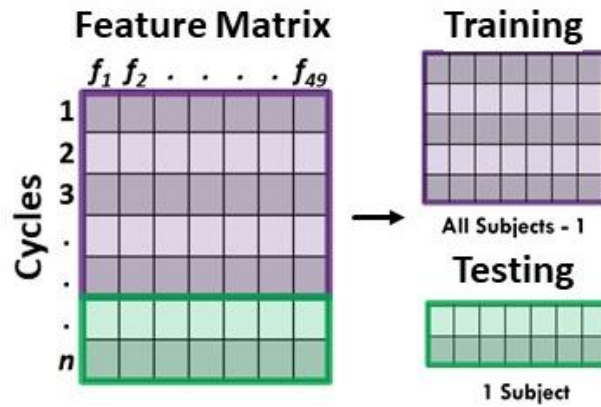 Feature Matrix
f1 f2 . . . . f49
Cycles
1
2
3
.
.
.
n
Training
All Subjects - 1
Testing
1 Subject